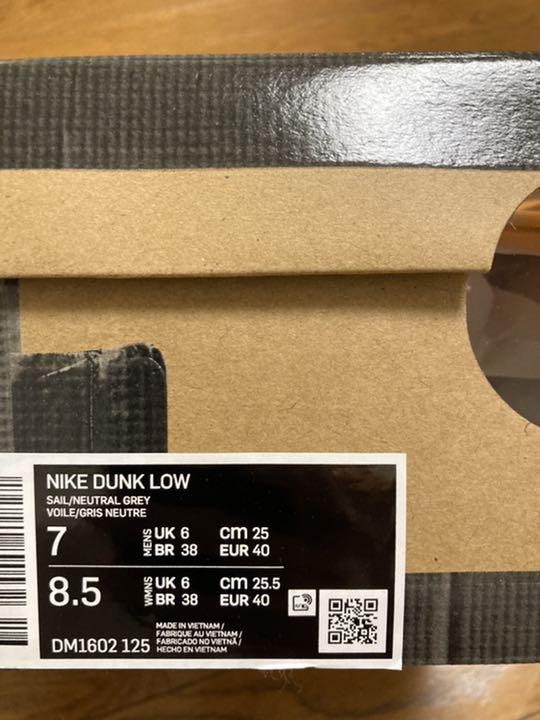 NIKE DUNK LOW
SAIL/NEUTRAL GREY
VOILE/GRIS NEUTRE
7 MENS UK 6 cm 25
BR 38 EUR 40
8.5 WMNS UK 6 cm 25.5
BR 38 EUR 40
DM1602 125
MADE IN VIETNAM /
FABRIQUE AU VIETNAM /
FABRICADO NO VIETNÃ /
HECHO EN VIETNAM